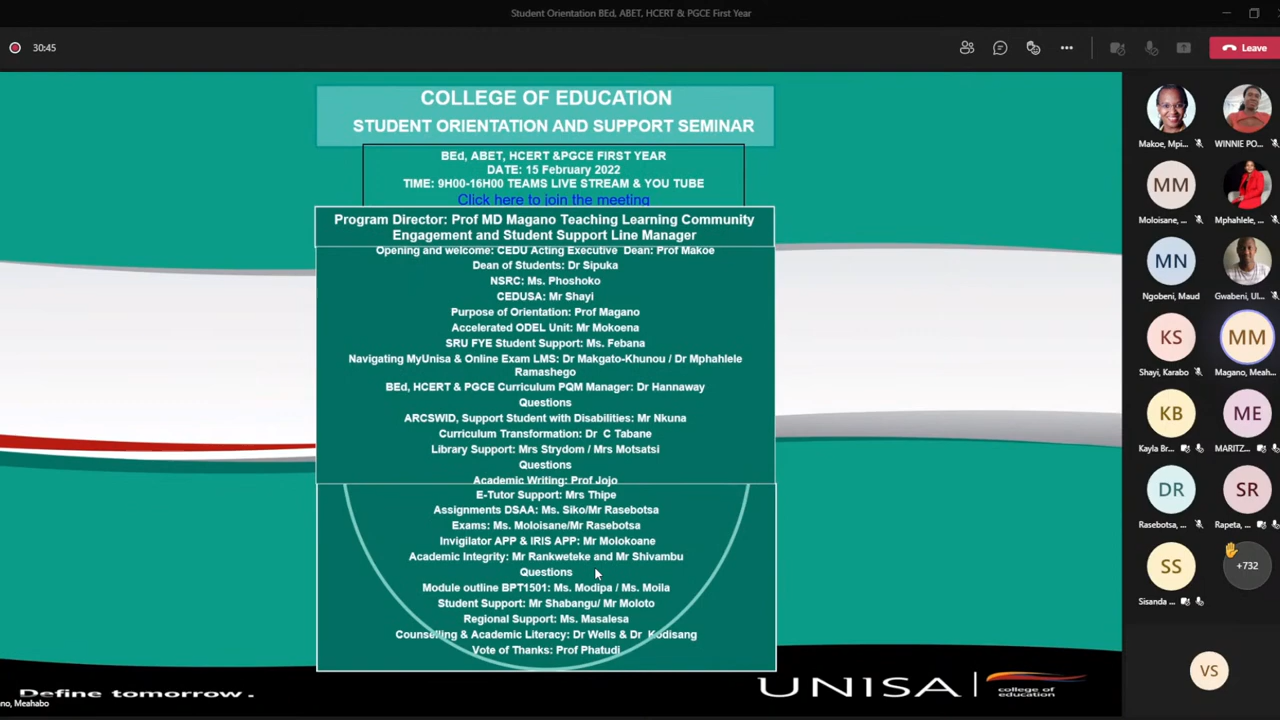 Student Orientation BEd, ABET, HCERT & PGCE First Year
30:45
Leave
COLLEGE OF EDUCATION
STUDENT ORIENTATION AND SUPPORT SEMINAR
BEd, ABET, HCERT &PGCE FIRST YEAR
DATE: 15 February 2022
TIME: 9H00-16H00 TEAMS LIVE STREAM & YOU TUBE
Click here to join the meeting
Program Director: Prof MD Magano Teaching Learning Community
Engagement and Student Support Line Manager
Opening and welcome: CEDU Acting Executive Dean: Prof Makoe
Dean of Students: Dr Sipuka
NSRC: Ms. Phoshoko
CEDUSA: Mr Shayi
Purpose of Orientation: Prof Magano
Accelerated ODEL Unit: Mr Mokoena
SRU FYE Student Support: Ms. Febana
Navigating MyUnisa & Online Exam LMS: Dr Makgato-Khunou / Dr Mphahlele
Ramashego
BEd, HCERT & PGCE Curriculum PQM Manager: Dr Hannaway
Questions
ARCSWID, Support Student with Disabilities: Mr Nkuna
Curriculum Transformation: Dr C Tabane
Library Support: Mrs Strydom / Mrs Motsatsi
Questions
Academic Writing: Prof Jojo
E-Tutor Support: Mrs Thipe
Assignments DSAA: Ms. Siko/Mr Rasebotsa
Exams: Ms. Moloisane/Mr Rasebotsa
Invigilator APP & IRIS APP: Mr Molokoane
Academic Integrity: Mr Rankweteke and Mr Shivambu
Questions
Module outline BPT1501: Ms. Modipa / Ms. Moila
Student Support: Mr Shabangu/ Mr Moloto
Regional Support: Ms. Masalesa
Counselling & Academic Literacy: Dr Wells & Dr Kodisang
Vote of Thanks: Prof Phatudi
Define tomorrow.
UNISA
college of
education
ano, Meahabo
Makoe, Mpi...
WINNIE PO...
MM
Moloisane, ...
Mphahlele, ...
MN
Ngobeni, Maud
Gwabeni, Ul...
KS
Shayi, Karabo
MM
Magano, Meah...
KB
Kayla Br...
ME
MARITZ...
DR
Rasebotsa, ...
SR
Rapeta, ...
SS
Sisanda ...
+732
VS